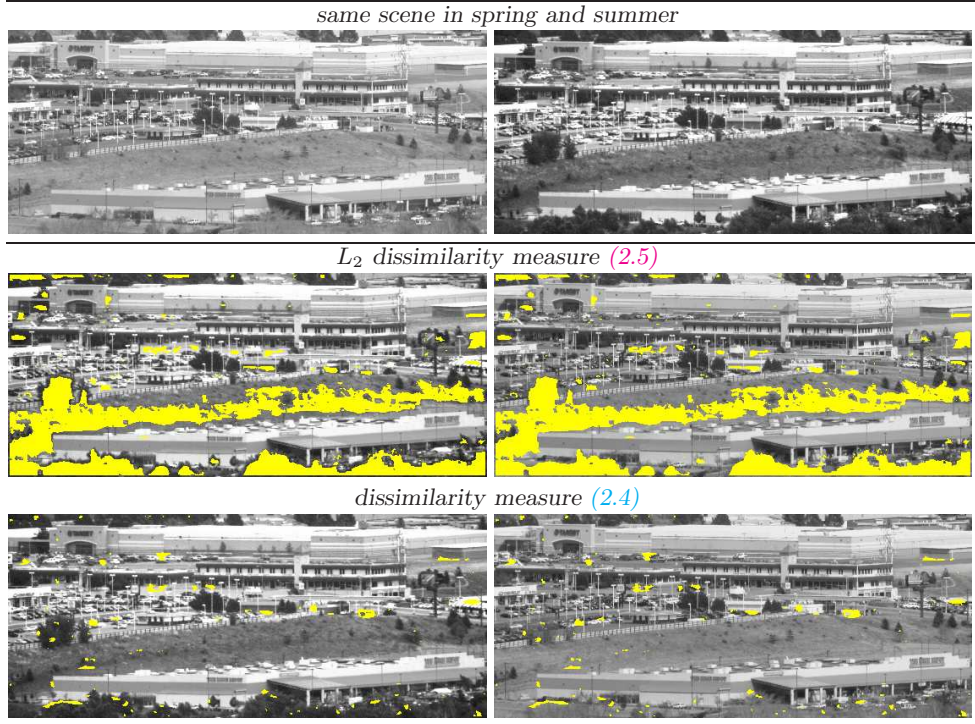 same scene in spring and summer
L₂ dissimilarity measure (2.5)
dissimilarity measure (2.4)